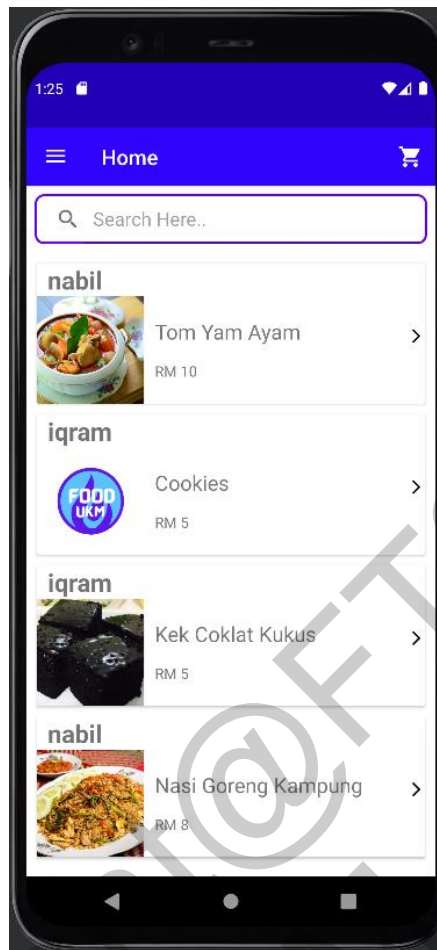 1:25
Home
Search Here..
nabil
Tom Yam Ayam
RM 10
iqram
FOOD
UKM
Cookies
RM 5
iqram
Kek Coklat Kukus
RM 5
nabil
Nasi Goreng Kampung
RM 8